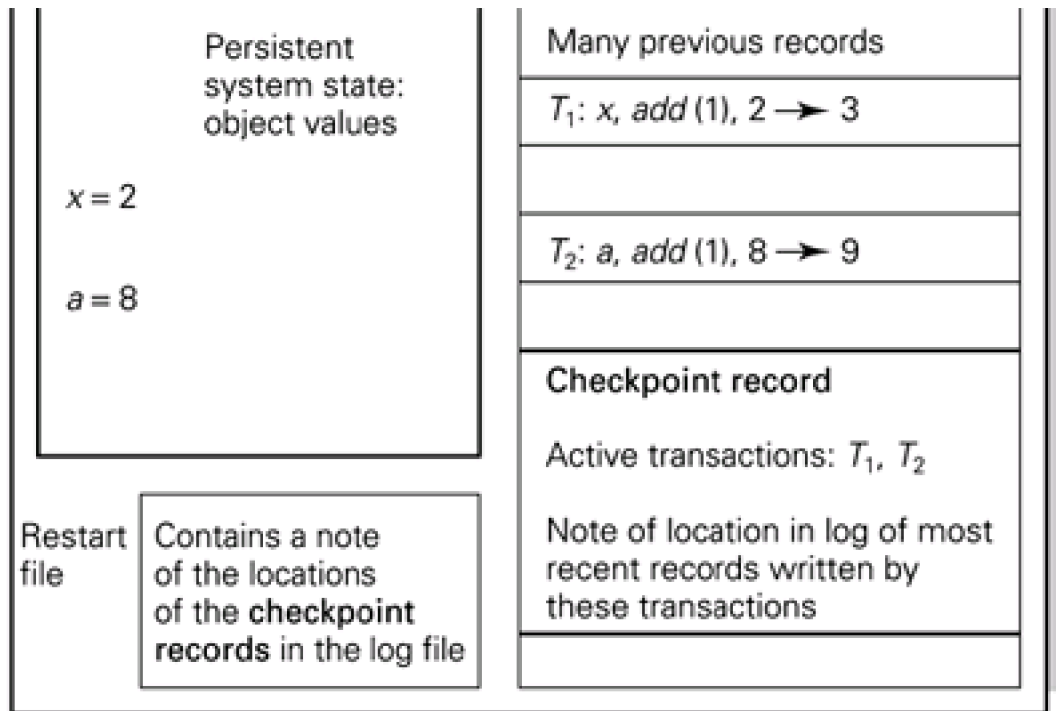 Persistent
system state:
object values
x = 2
a = 8
Restart
file
Contains a note
of the locations
of the checkpoint
records in the log file
Many previous records
T₁: x, add (1), 2 → 3
T₂: a, add (1), 8 → 9
Checkpoint record
Active transactions: T₁, T₂
Note of location in log of most
recent records written by
these transactions